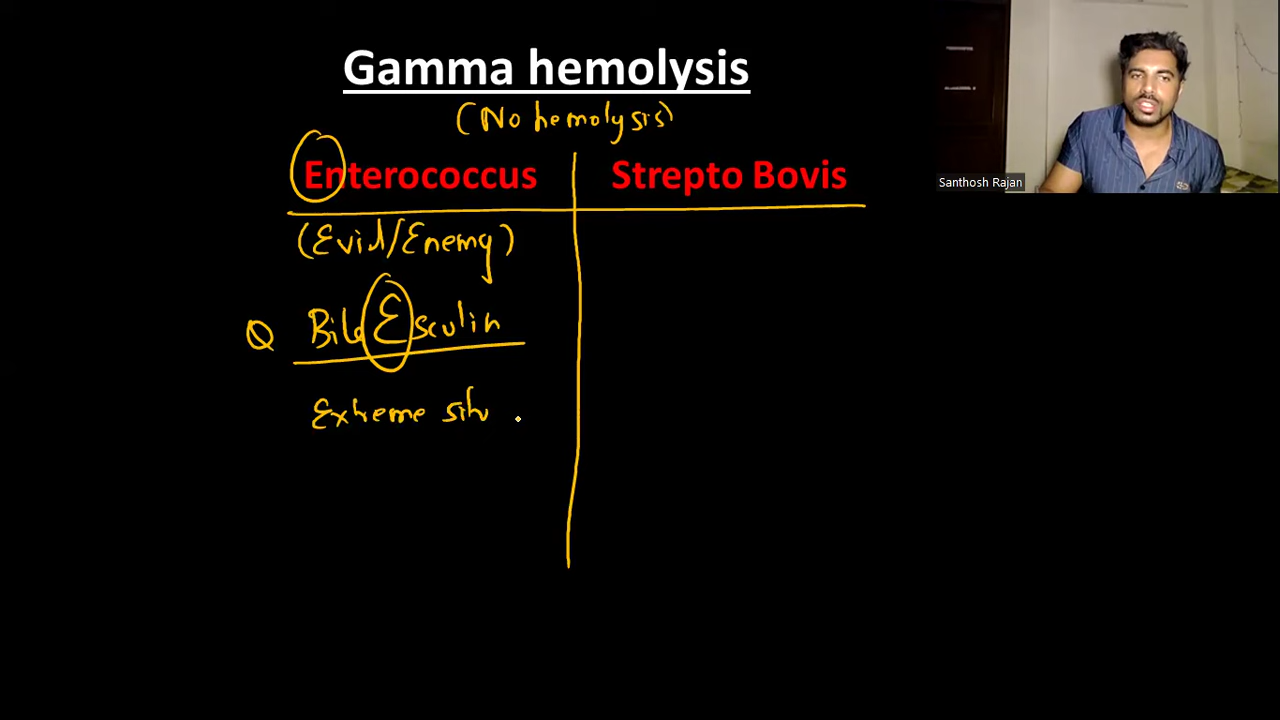 Gamma hemolysis
(No hemolysis)
Enterococcus
Strepto Bovis
Santhosh Rajan
(Evil/Enemy)
Q Bile Esculin
Extreme situ